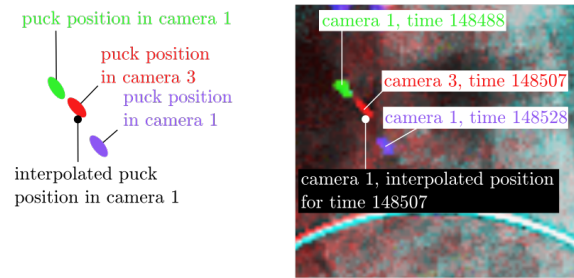 puck position in camera 1
puck position
in camera 3
puck position
in camera 1
interpolated puck
position in camera 1
camera 1, time 148488
camera 3, time 148507
camera 1, time 148528
camera 1, interpolated position
for time 148507